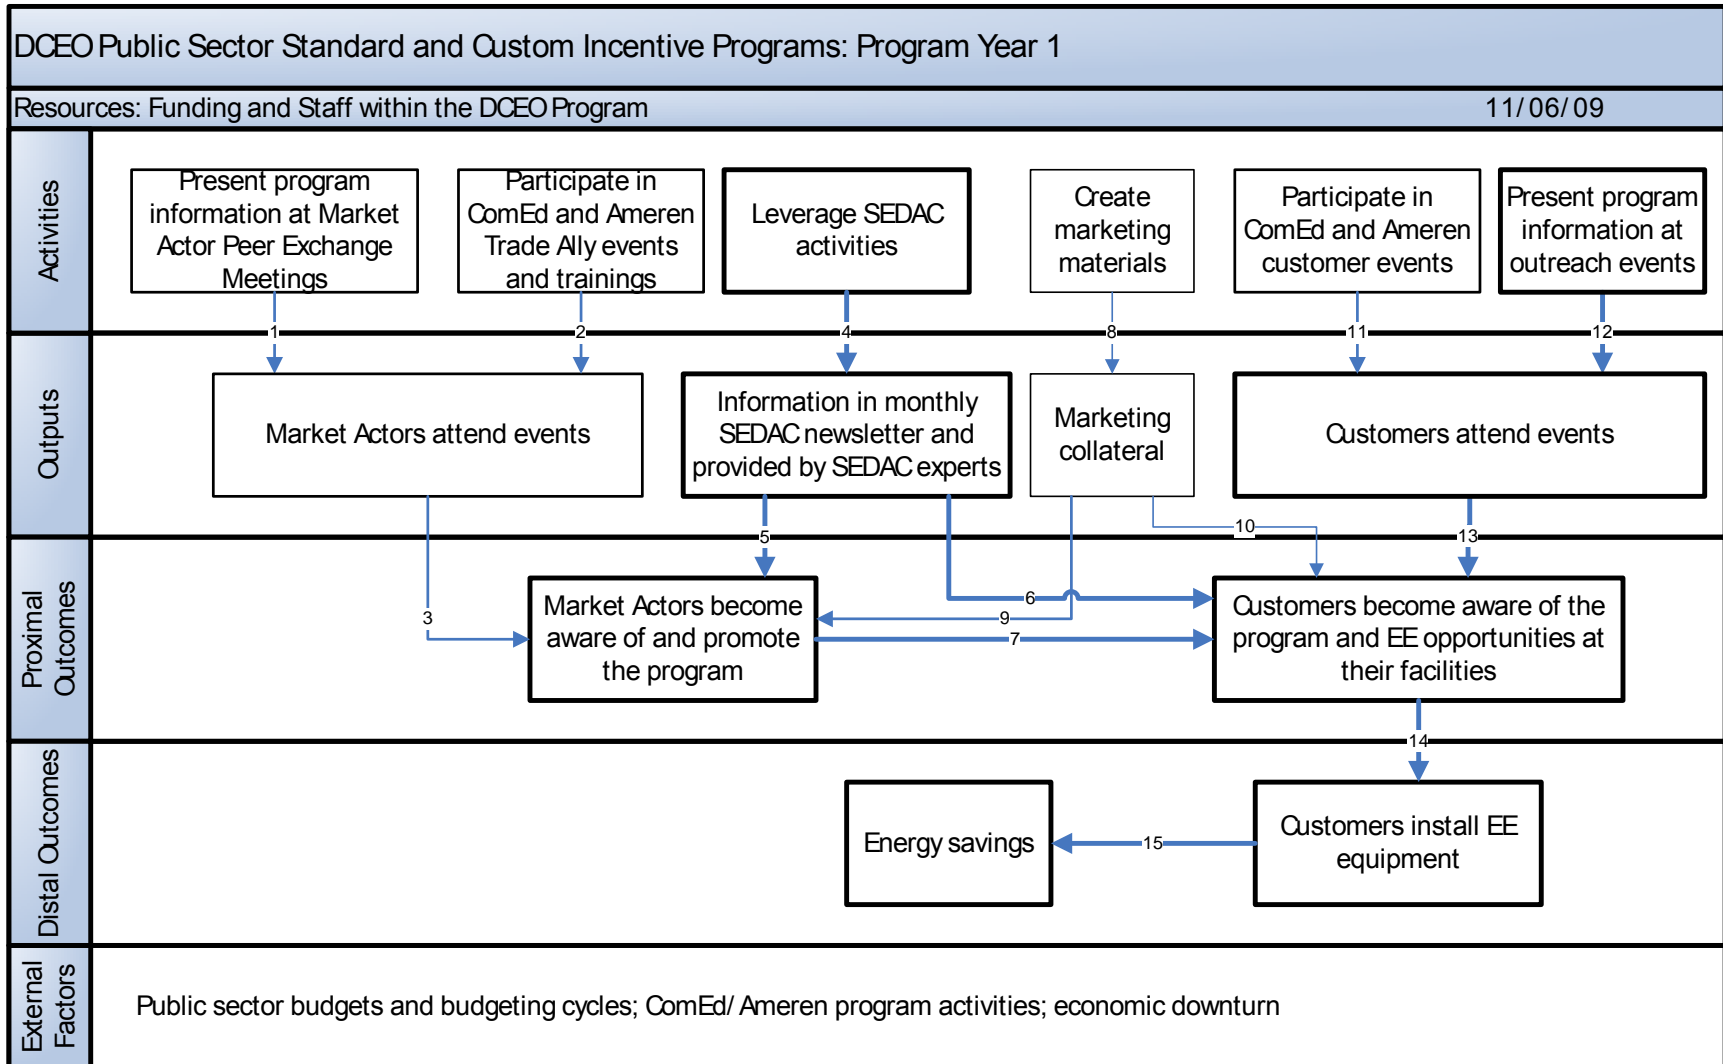 DCEO Public Sector Standard and Custom Incentive Programs: Program Year 1
Resources: Funding and Staff within the DCEO Program
11/06/09
Activities
Present program
information at Market
Actor Peer Exchange
Meetings
Participate in
ComEd and Ameren
Trade Ally events
and trainings
Leverage SEDAC
activities
Create
marketing
materials
Participate in
ComEd and Ameren
customer events
Present program
information at
outreach events
1
2
4
8
11
12
Outputs
Market Actors attend events
Information in monthly
SEDAC newsletter and
provided by SEDAC experts
Marketing
collateral
Customers attend events
5
10
13
Proximal
Outcomes
3
Market Actors become
aware of and promote
the program
6
9
7
Customers become aware of the
program and EE opportunities at
their facilities
14
Distal Outcomes
Energy savings
15
Customers install EE
equipment
External
Factors
Public sector budgets and budgeting cycles; ComEd/Ameren program activities; economic downturn